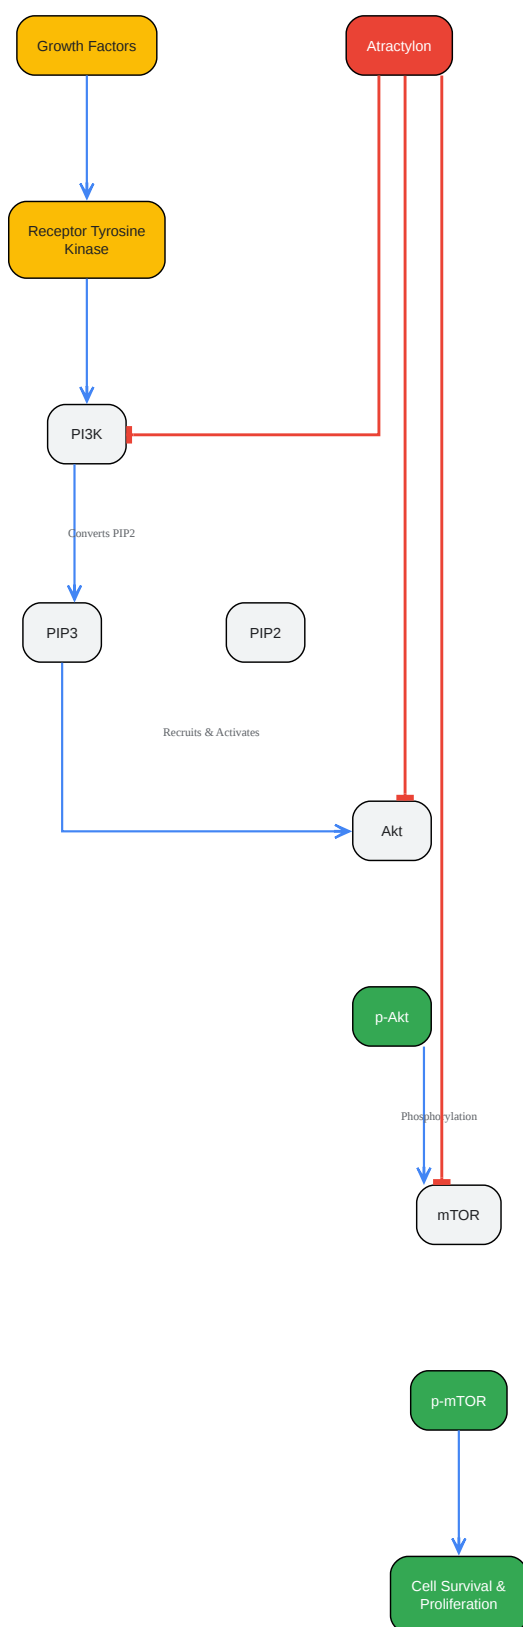 Growth Factors
Atractylon
Receptor Tyrosine
Kinase
PI3K
Converts PIP2
PIP3
PIP2
Recruits & Activates
Akt
p-Akt
Phosphorylation
mTOR
p-mTOR
Cell Survival &
Proliferation